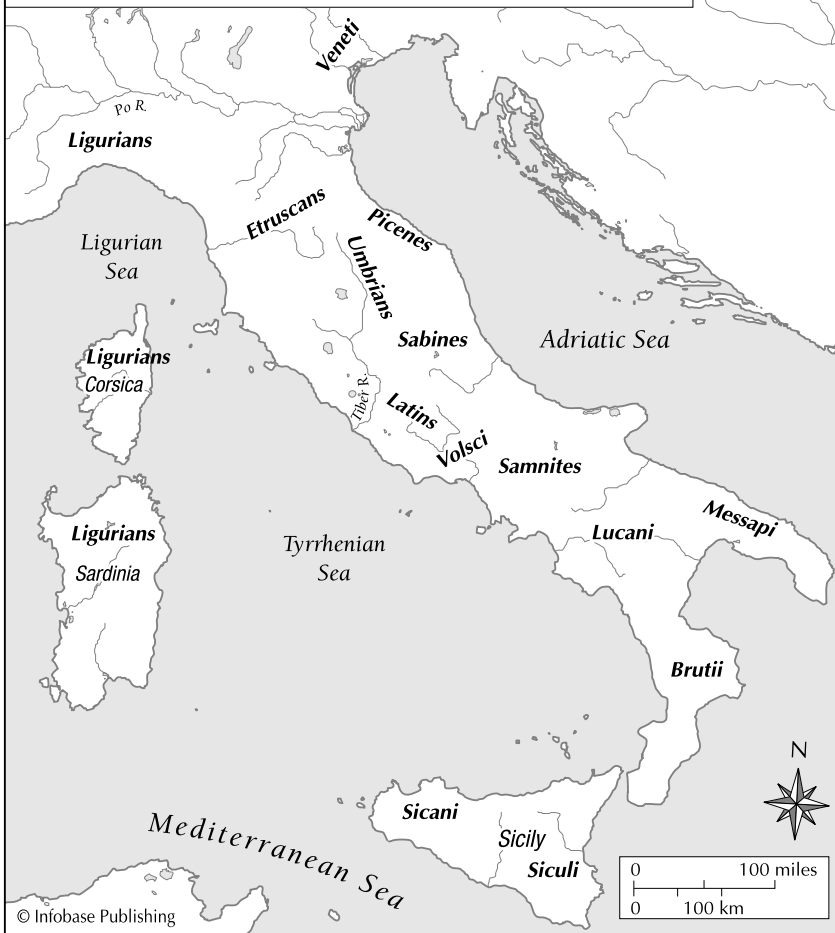 Veneti
Po R.
Ligurians
Etruscans
Picenes
Ligurian
Sea
Umbrians
Adriatic Sea
Sabines
Ligurians
Corsica
Tiber R.
Latins
Volsci
Samnites
Messapi
Ligurians
Lucani
Tyrrhenian
Sea
Sardinia
Brutii
N
Sicani
Mediterranean Sea
Sicily
Siculi
0 100 miles
0 100 km
© Infobase Publishing